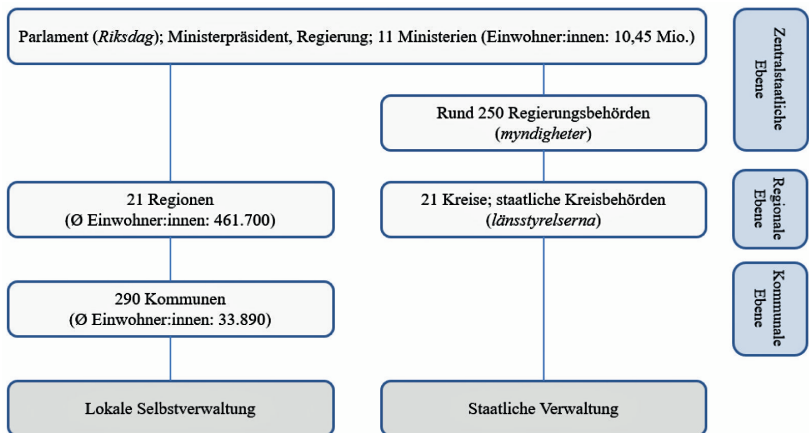 Parlament (Riksdag); Ministerpräsident, Regierung; 11 Ministerien (Einwohner:innen: 10,45 Mio.)
Zentralstaatliche
Ebene
Rund 250 Regierungsbehörden
(myndigheter)
21 Regionen
(Ø Einwohner:innen: 461.700)
21 Kreise; staatliche Kreisbehörden
(länsstyrelserna)
Regionale
Ebene
290 Kommunen
(Ø Einwohner:innen: 33.890)
Kommunale
Ebene
Lokale Selbstverwaltung
Staatliche Verwaltung